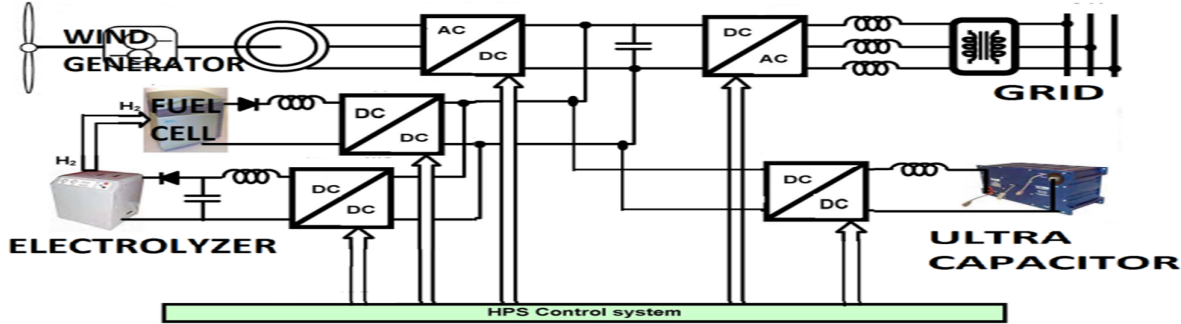 WIND
GENERATOR
AC
DC
DC
AC
GRID
H₂
FUEL
CELL
DC
DC
H₂
ELECTROLYZER
DC
DC
DC
DC
ULTRA
CAPACITOR
HPS Control system